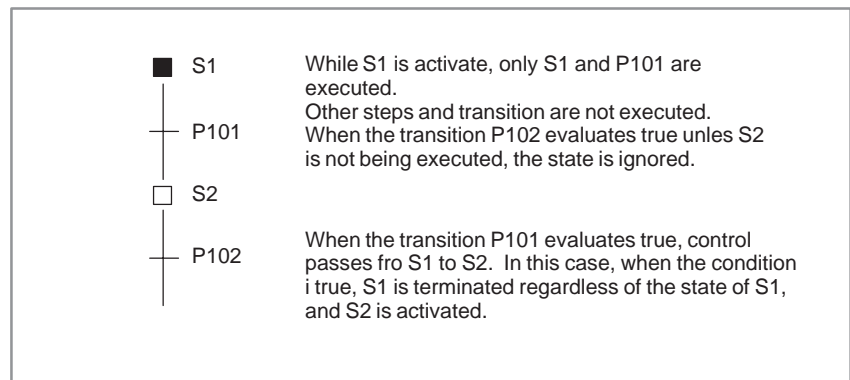 S1
While S1 is activate, only S1 and P101 are
executed.
Other steps and transition are not executed.
P101
When the transition P102 evaluates true unles S2
is not being executed, the state is ignored.
S2
P102
When the transition P101 evaluates true, control
passes fro S1 to S2. In this case, when the condition
i true, S1 is terminated regardless of the state of S1,
and S2 is activated.